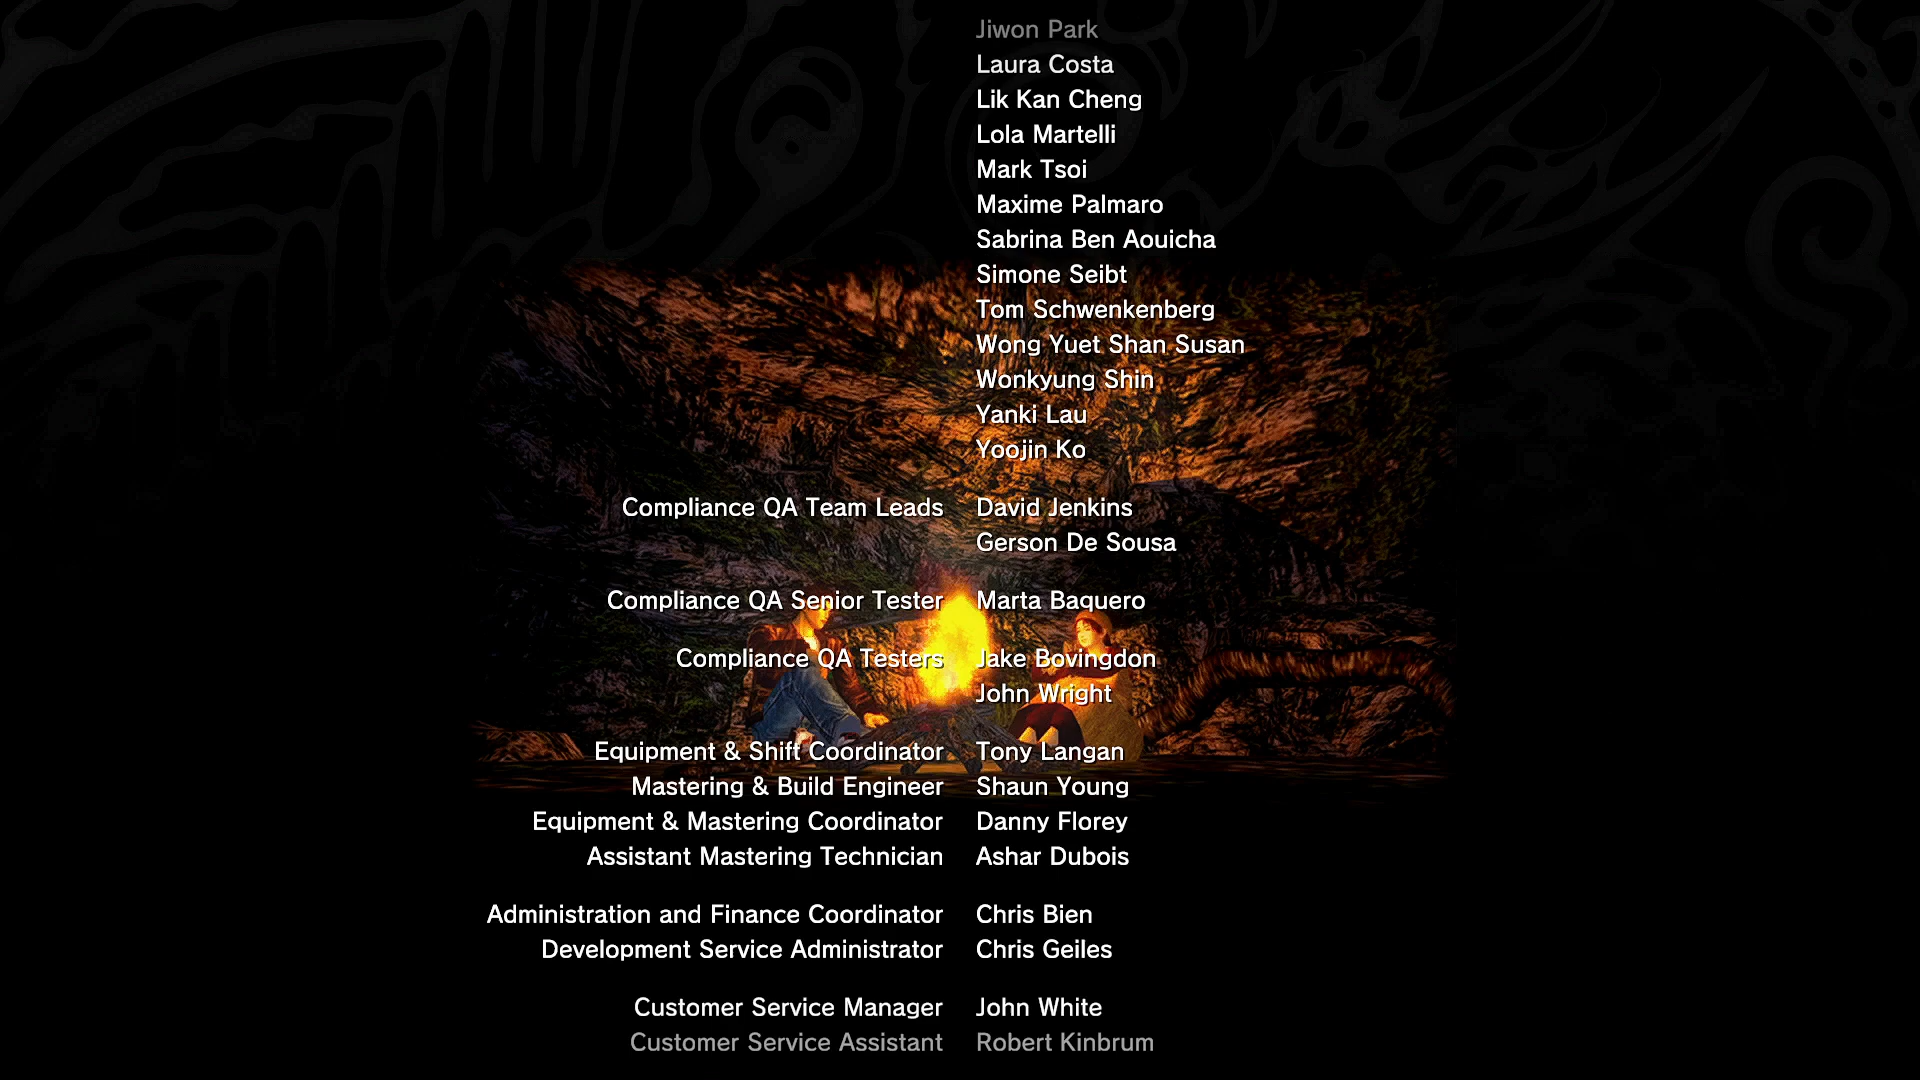 Jiwon Park
Laura Costa
Lik Kan Cheng
Lola Martelli
Mark Tsoi
Maxime Palmaro
Sabrina Ben Aouicha
Simone Seibt
Tom Schwenkenberg
Wong Yuet Shan Susan
Wonkyung Shin
Yanki Lau
Yoojin Ko
Compliance QA Team Leads David Jenkins
Gerson De Sousa
Compliance QA Senior Tester Marta Baquero
Compliance QA Testers Jake Bovingdon
John Wright
Equipment & Shift Coordinator Tony Langan
Mastering & Build Engineer Shaun Young
Equipment & Mastering Coordinator Danny Florey
Assistant Mastering Technician Ashar Dubois
Administration and Finance Coordinator Chris Bien
Development Service Administrator Chris Geiles
Customer Service Manager John White
Customer Service Assistant Robert Kinbrum